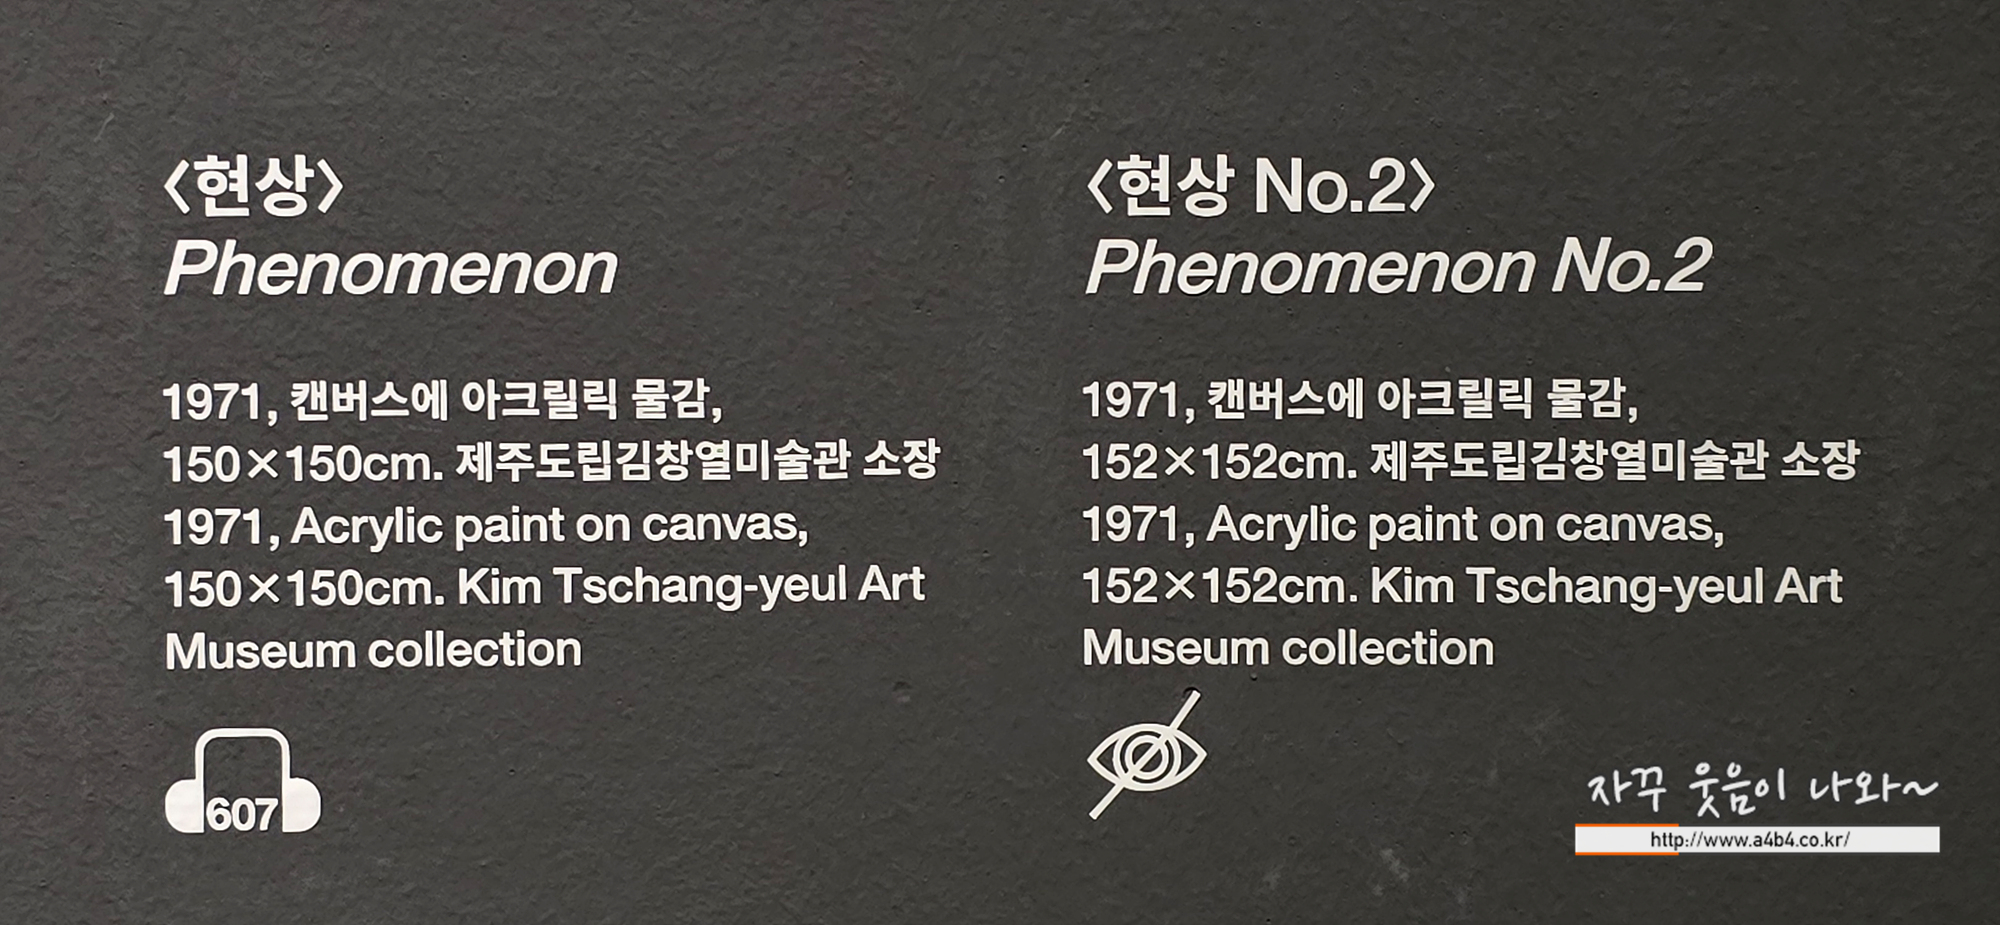 〈현상〉
Phenomenon
1971, 캔버스에 아크릴릭 물감,
150×150cm. 제주도립김창열미술관 소장
1971, Acrylic paint on canvas,
150×150cm. Kim Tschang-yeul Art
Museum collection
607
〈현상 No.2〉
Phenomenon No.2
1971, 캔버스에 아크릴릭 물감,
152×152cm. 제주도립김창열미술관 소장
1971, Acrylic paint on canvas,
152×152cm. Kim Tschang-yeul Art
Museum collection
자꾸 웃음이 나와~
http://www.a4b4.co.kr/